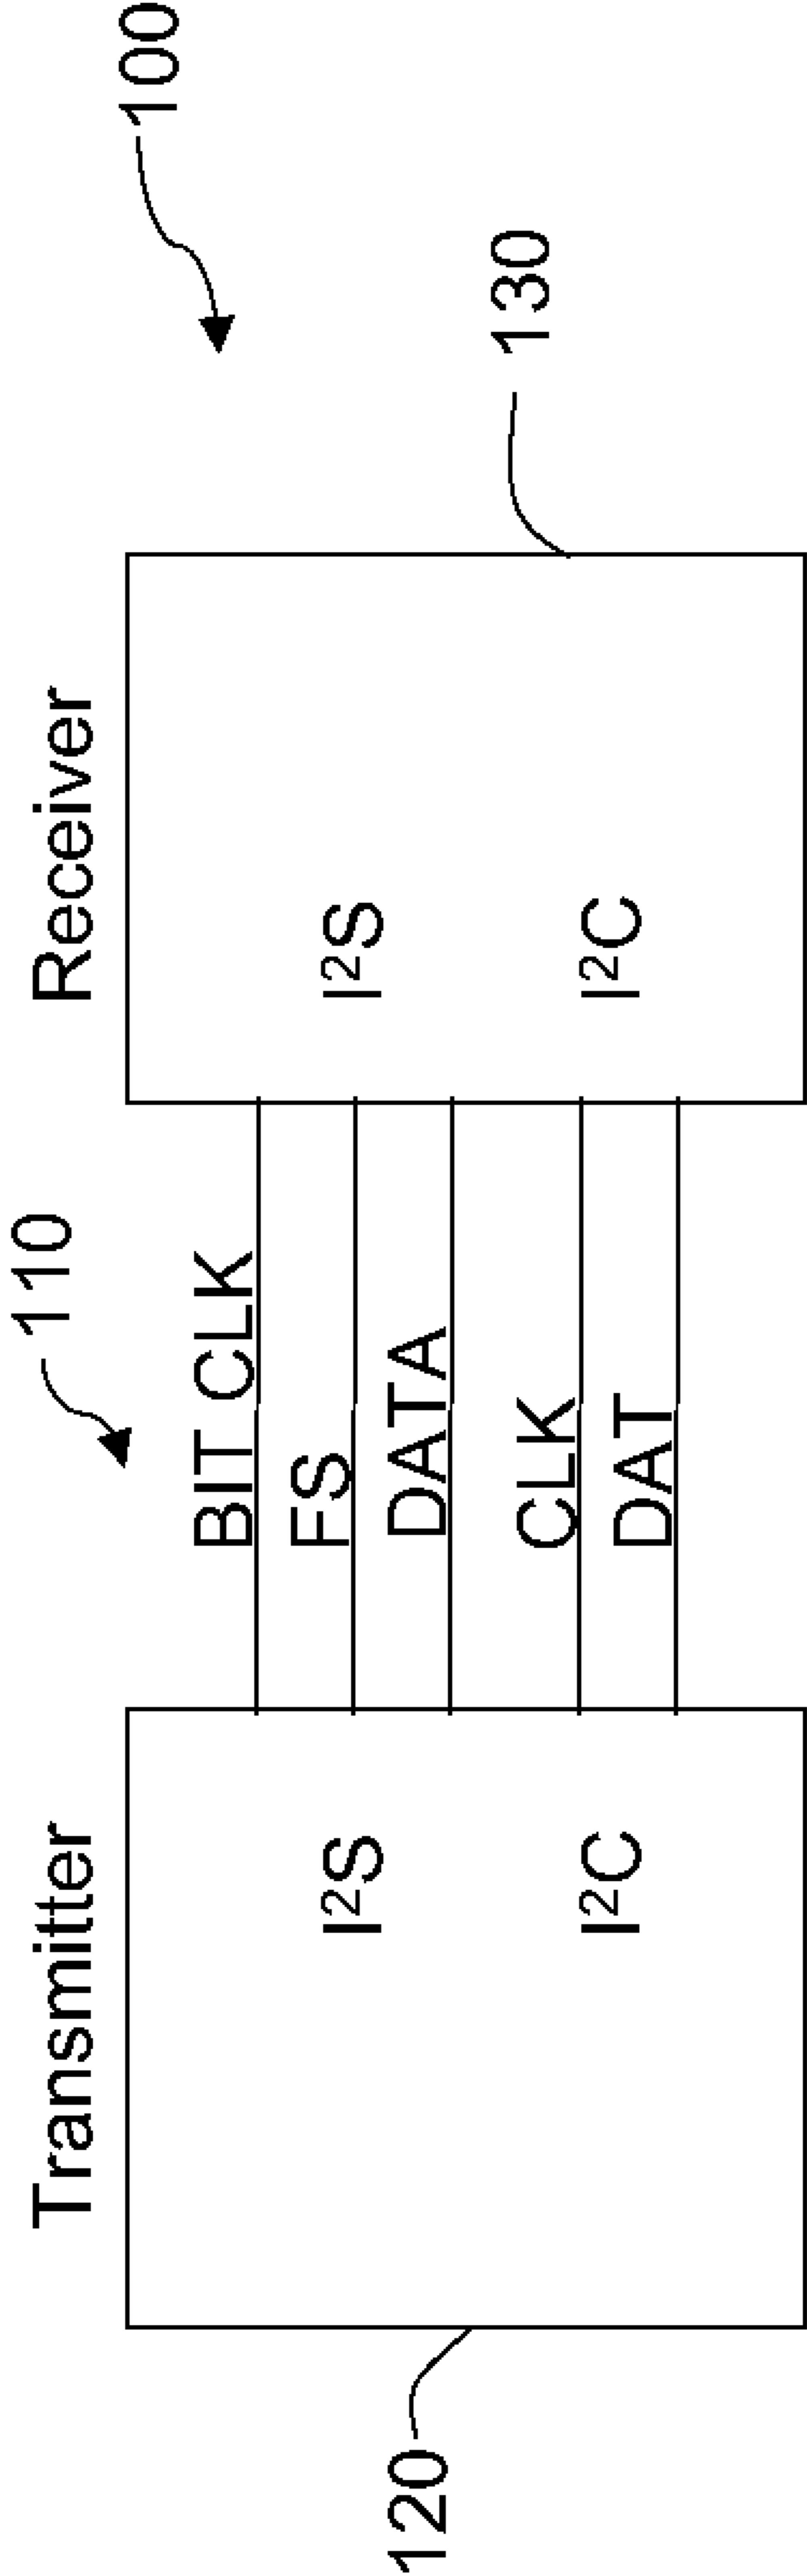 100
110
Transmitter
Receiver
BIT CLK
I²S
FS
I²S
DATA
130
CLK
I²C
I²C
DAT
120